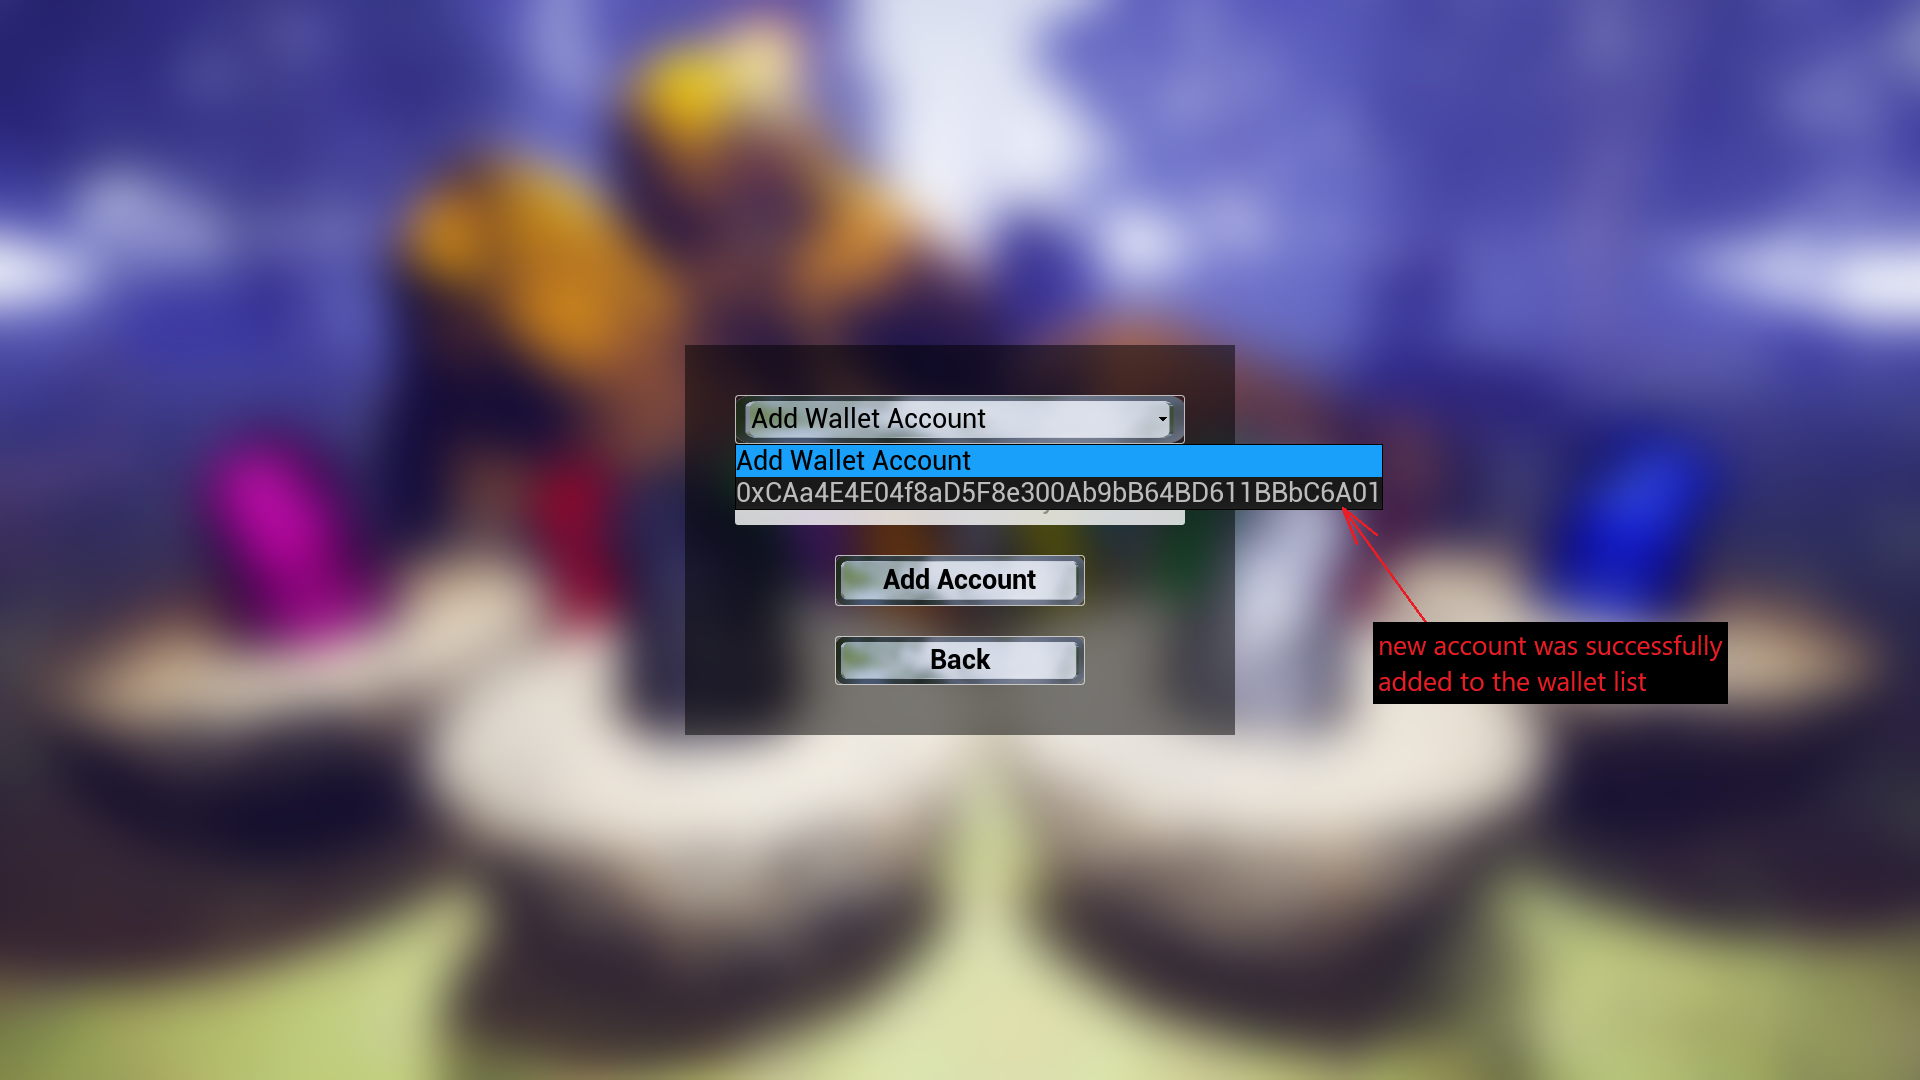 Add Wallet Account
Add Wallet Account
0xCAa4E4E04f8aD5F8e300Ab9bB64BD611BBbC6A01
Add Account
Back
new account was successfully
added to the wallet list